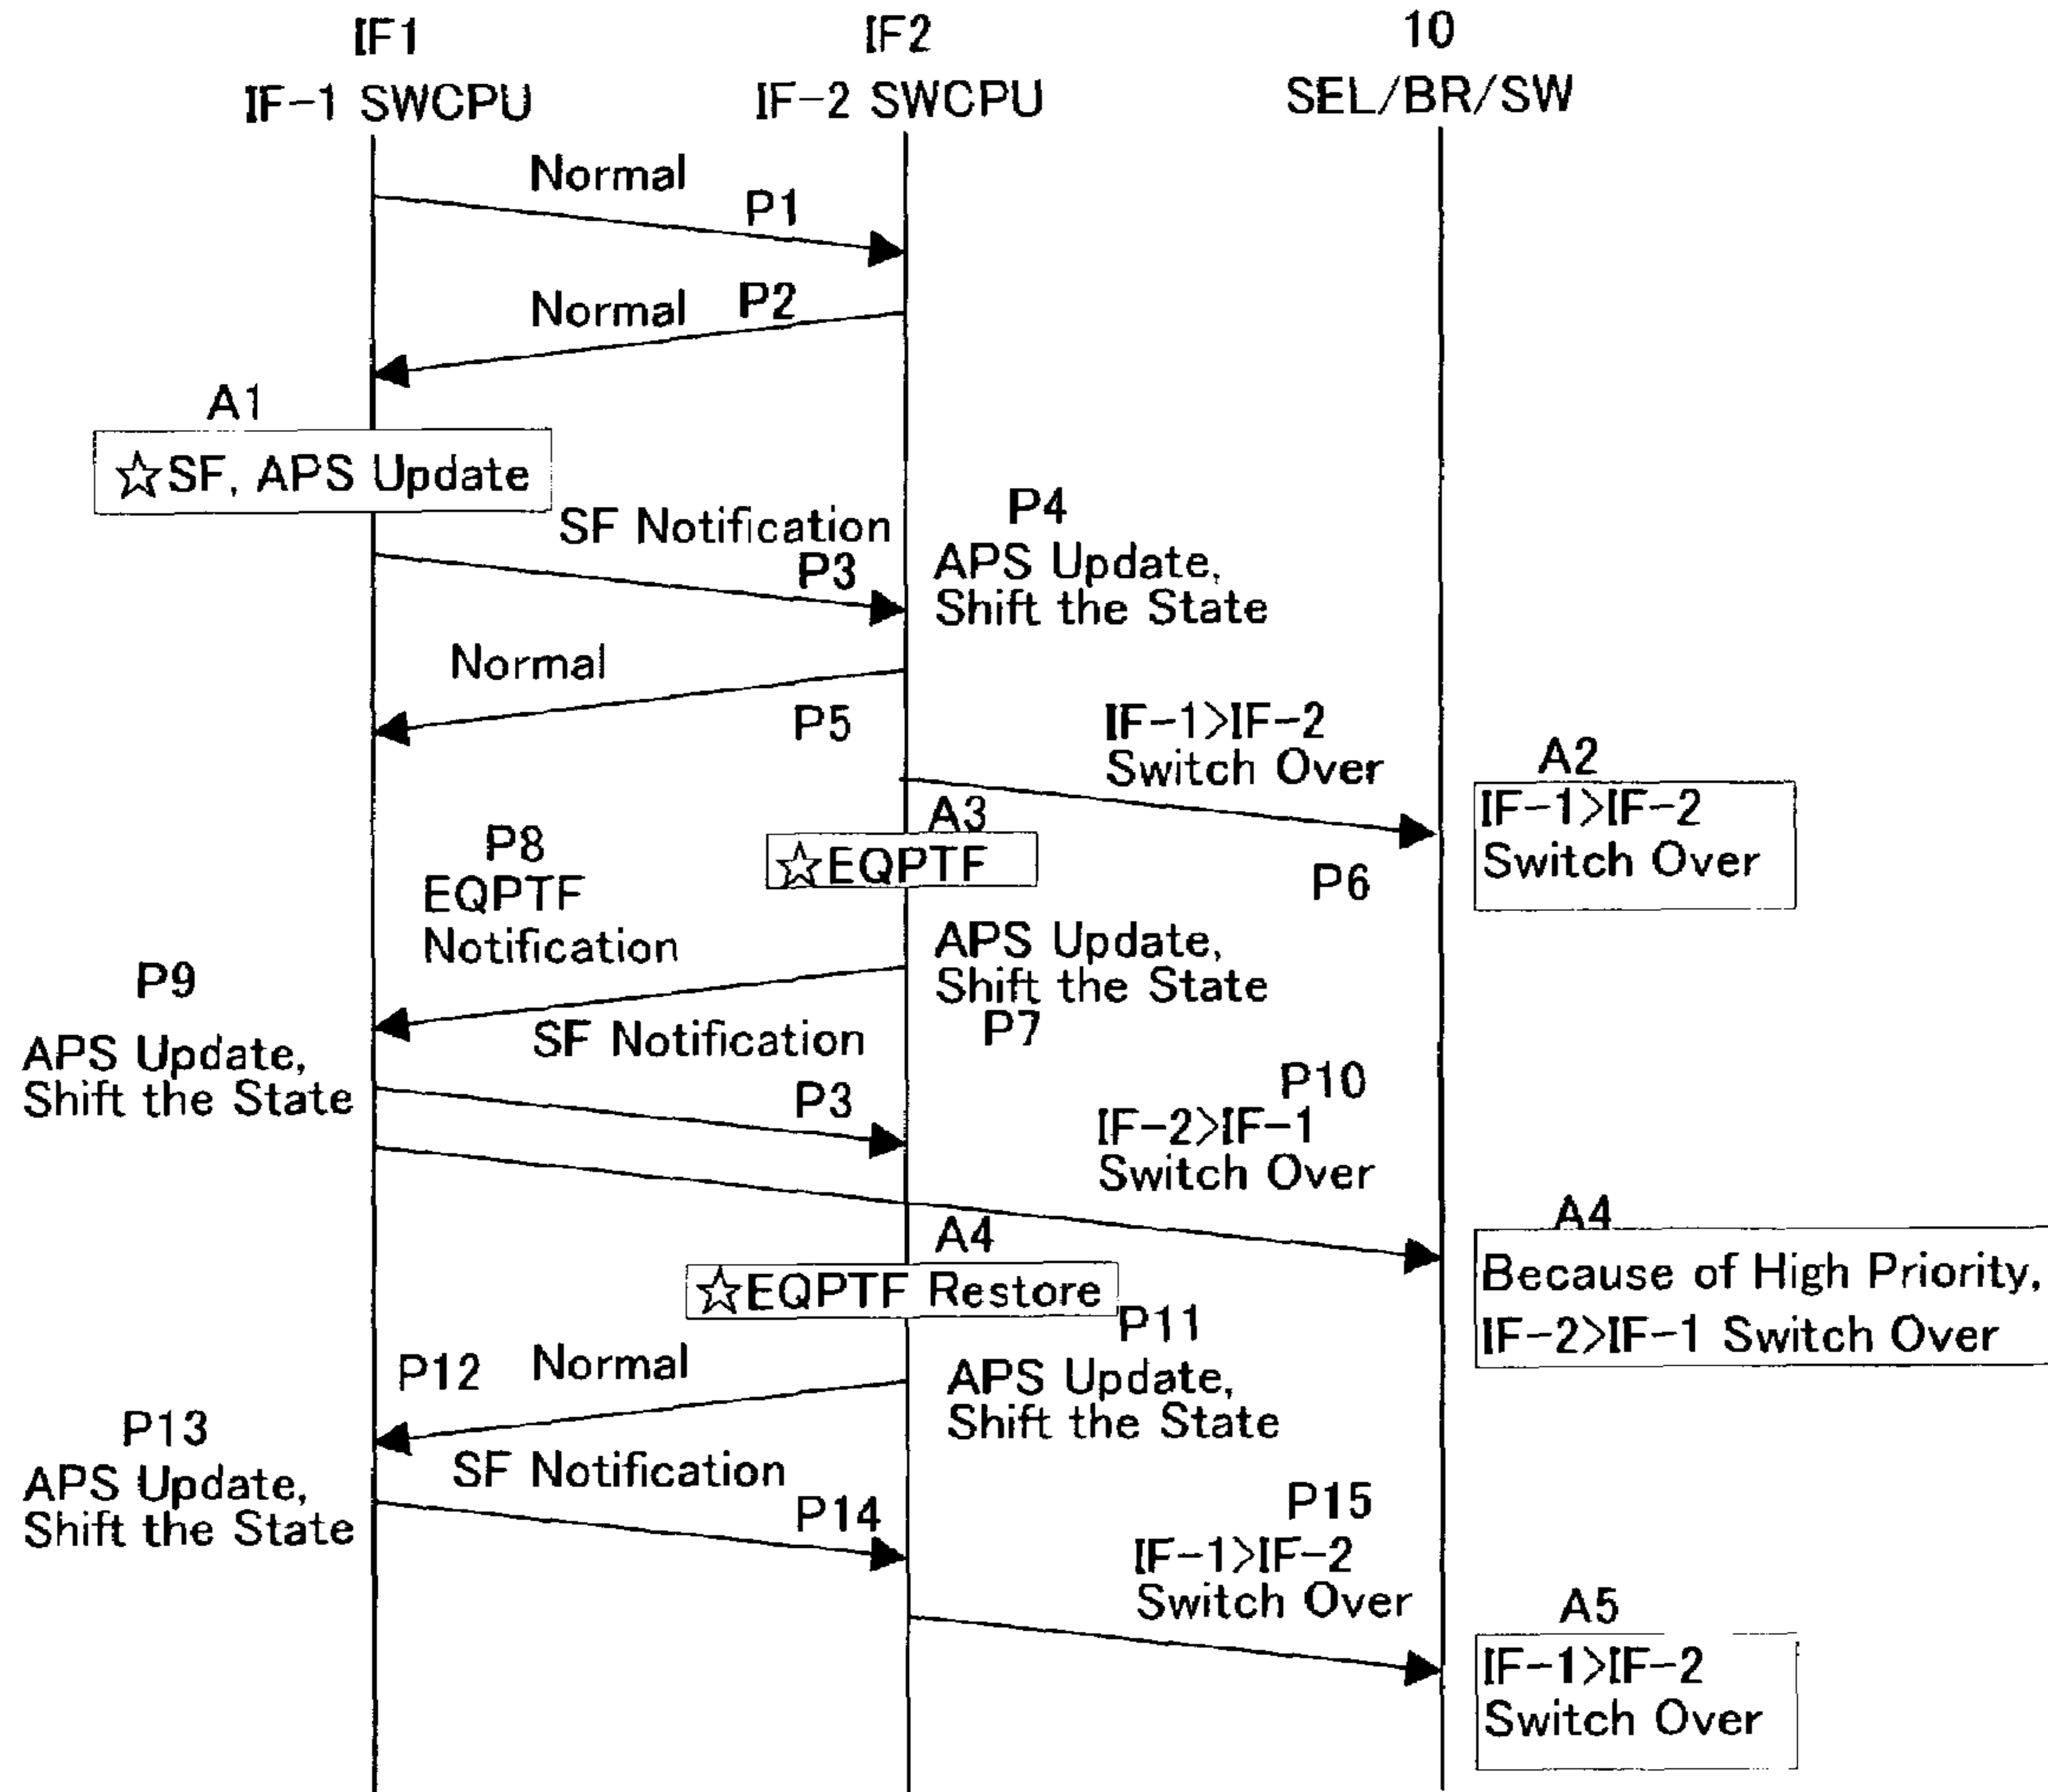 IF1
IF2
10
IF-1 SWCPU
IF-2 SWCPU
SEL/BR/SW
Normal
P1
Normal
P2
A1
☆SF, APS Update
SF Notification
P3
P4
APS Update,
Shift the State
Normal
P5
IF-1>IF-2
Switch Over
P6
A2
IF-1>IF-2
Switch Over
A3
☆EQPTF
P8
EQPTF
Notification
APS Update,
Shift the State
P7
P9
APS Update,
Shift the State
SF Notification
P3
P10
IF-2>IF-1
Switch Over
A4
Because of High Priority,
IF-2>IF-1 Switch Over
A4
☆EQPTF Restore
P11
APS Update,
Shift the State
P12
Normal
P13
APS Update,
Shift the State
SF Notification
P14
P15
IF-1>IF-2
Switch Over
A5
IF-1>IF-2
Switch Over